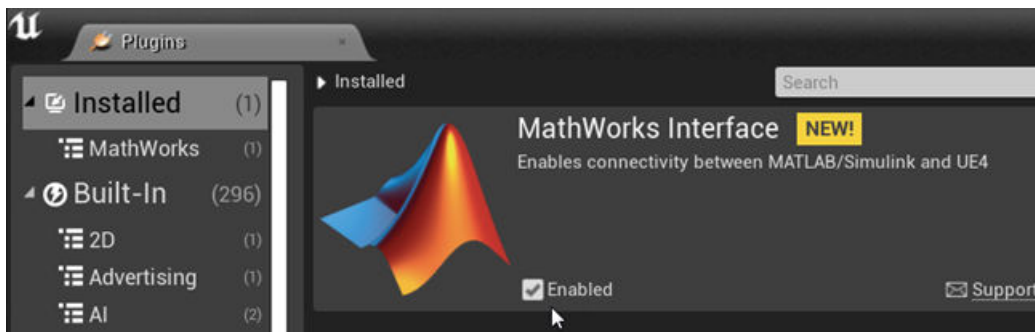 Plugins
Installed (1)
MathWorks (1)
Built-In (296)
2D (1)
Advertising (1)
AI (2)
Installed
Search
MathWorks Interface NEW!
Enables connectivity between MATLAB/Simulink and UE4
Enabled
Support